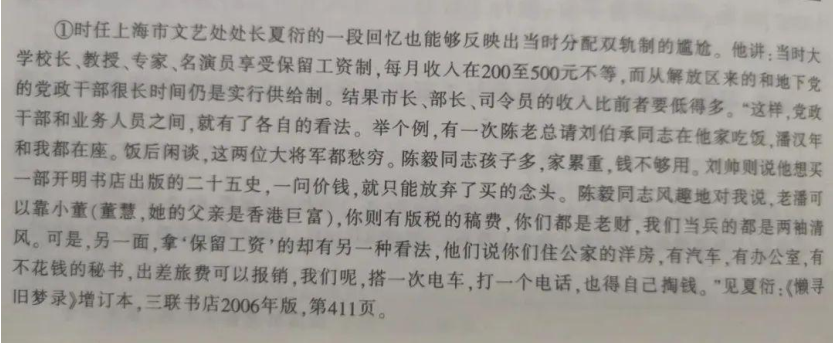 ①时任上海市文艺处处长夏衍的一段回忆也能够反映出当时分配双轨制的尴尬。他讲:当时大
学校长、教授、专家、名演员享受保留工资制,每月收入在200至500元不等,而从解放区来的和地下党
的党政干部很长时间仍是实行供给制。结果市长、部长、司令员的收入比前者要低得多。“这样,党政
干部和业务人员之间,就有了各自的看法。举个例,有一次陈老总请刘伯承同志在他家吃饭,潘汉年
和我都在座。饭后闲谈,这两位大将军都愁穷。陈毅同志孩子多,家累重,钱不够用。刘帅则说他想买
一部开明书店出版的二十五史,一问价钱,就只能放弃了买的念头。陈毅同志风趣地对我说,老潘可
以靠小董(董慧,她的父亲是香港巨富),你则有版税的稿费,你们都是老财,我们当兵的都是两袖清
风。可是,另一面,拿‘保留工资’的却有另一种看法,他们说你们住公家的洋房,有汽车,有办公室,有
不花钱的秘书,出差旅费可以报销,我们呢,搭一次电车,打一个电话,也得自己掏钱。”见夏衍:《懒寻
旧梦录》增订本,三联书店2006年版,第411页。